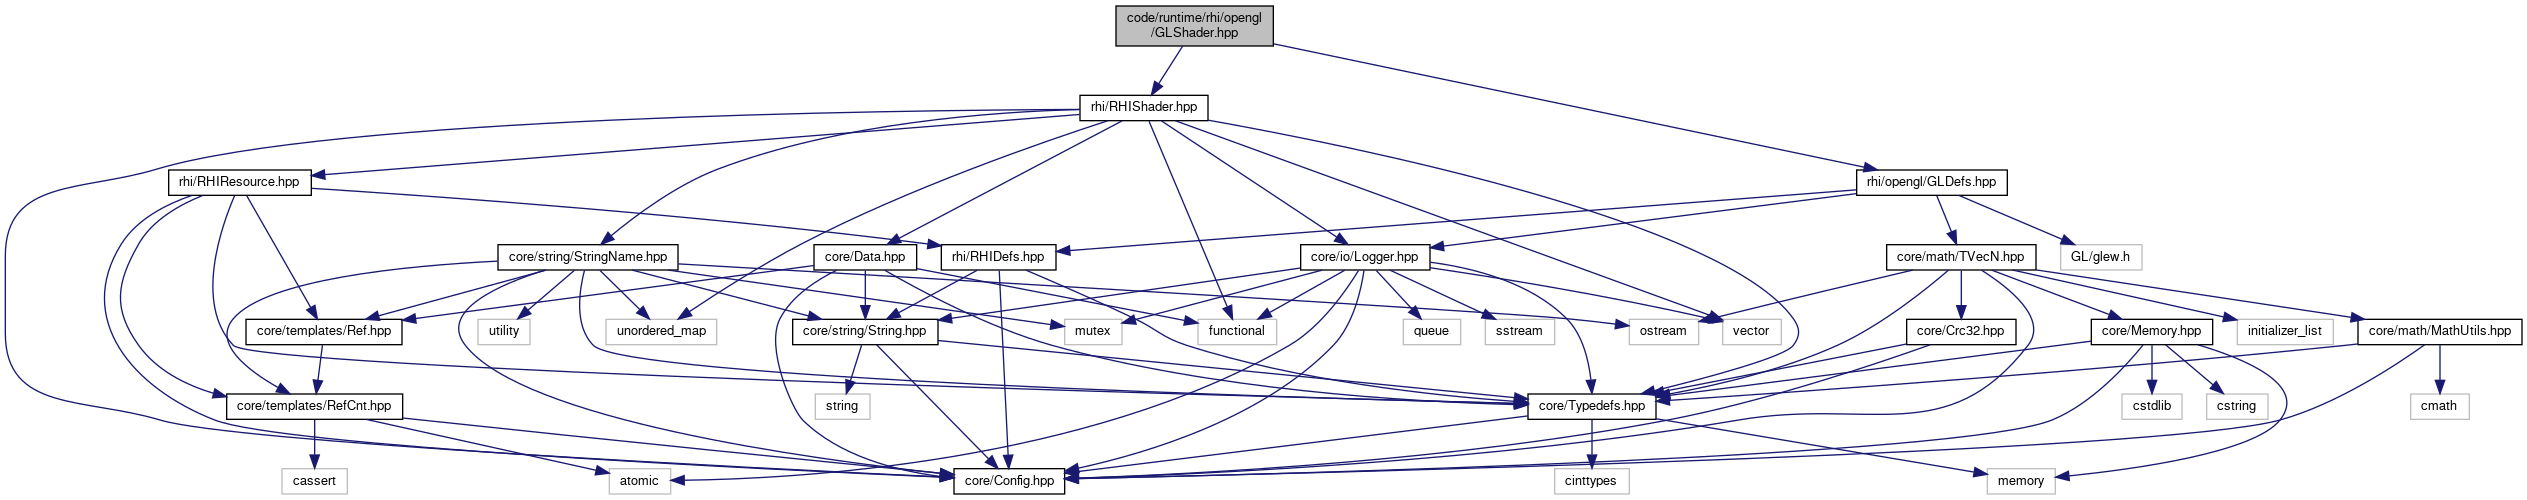 code/runtime/rhi/opengl
/GLShader.hpp
rhi/RHIShader.hpp
rhi/RHIResource.hpp
rhi/opengl/GLDefs.hpp
core/string/StringName.hpp
core/Data.hpp
rhi/RHIDefs.hpp
core/io/Logger.hpp
core/math/TVecN.hpp
GL/glew.h
core/templates/Ref.hpp
utility
unordered_map
core/string/String.hpp
mutex
functional
queue
sstream
ostream
vector
core/Crc32.hpp
core/Memory.hpp
initializer_list
core/math/MathUtils.hpp
core/templates/RefCnt.hpp
string
core/Typedefs.hpp
cstdlib
cstring
cmath
cassert
atomic
core/Config.hpp
cinttypes
memory